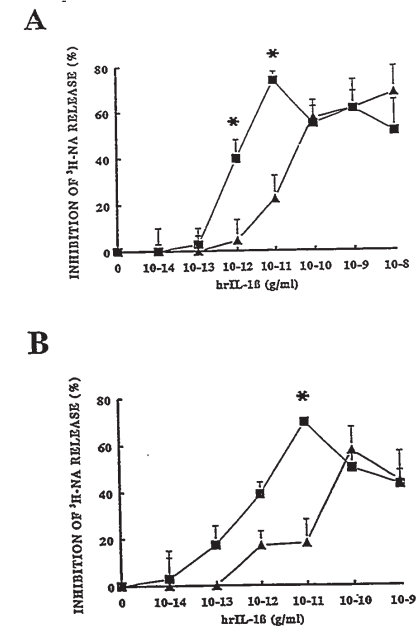 A
INHIBITION OF ³H-NA RELEASE (%)
80
60
40
20
0
*
*
0 10-14 10-13 10-12 10-11 10-10 10-9 10-8
hrIL-1ß (g/ml)
B
INHIBITION OF ³H-NA RELEASE (%)
80
60
40
20
0
*
0 10-14 10-13 10-12 10-11 10-10 10-9
hrIL-1ß (g/ml)